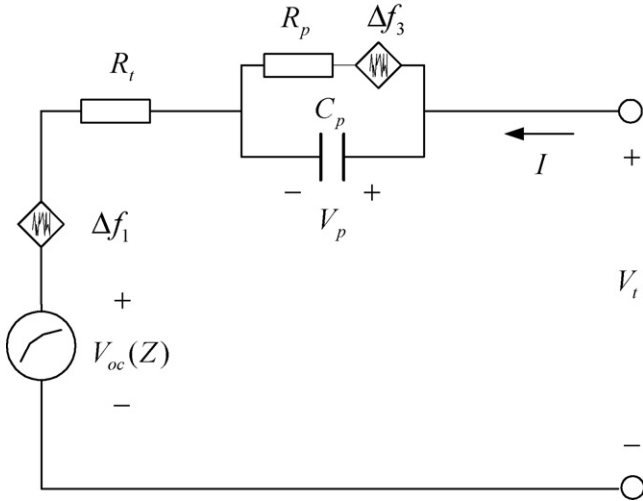 R_p Δf_3
R_t
C_p
I
+
− +
V_p
Δf_1
+
V_oc(Z)
V_t
−
−